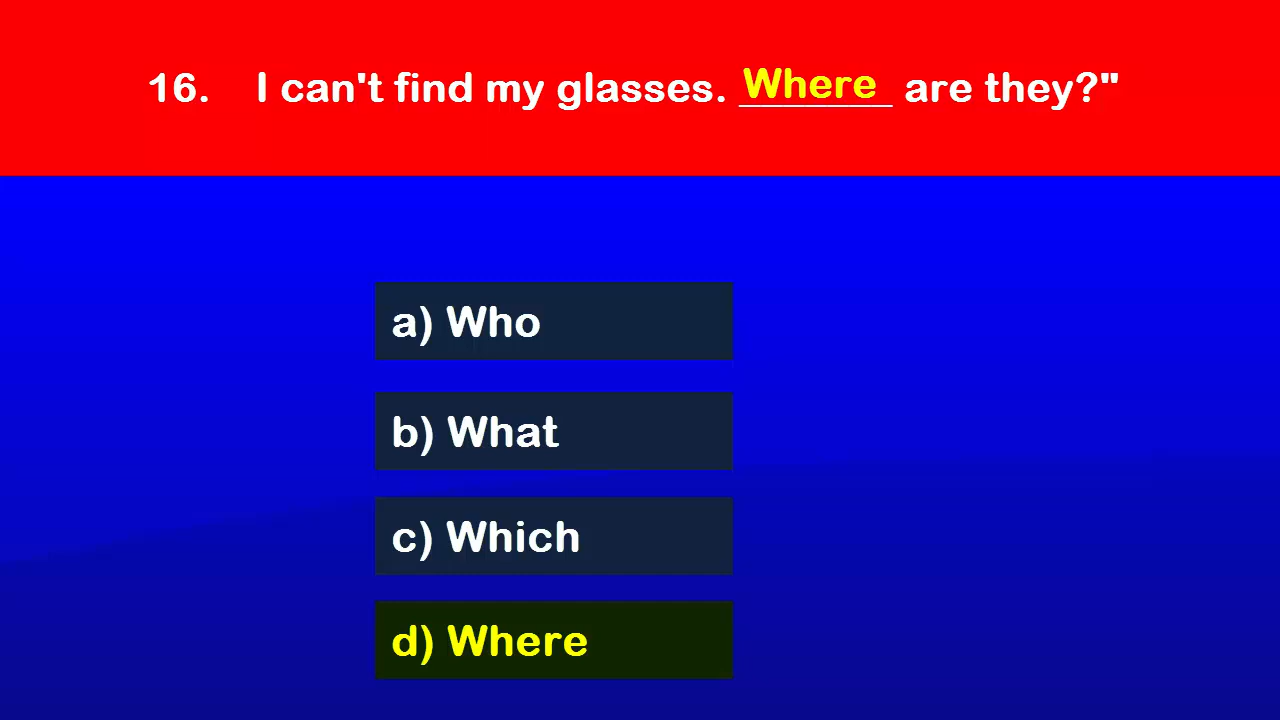 16. I can't find my glasses. Where are they?"
a) Who
b) What
c) Which
d) Where